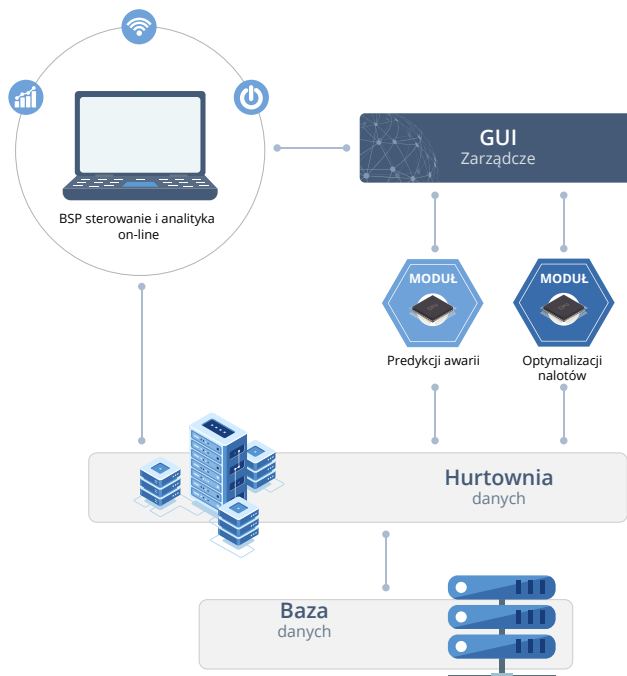 BSP sterowanie i analityka
on-line
GUI
Zarządcze
MODUŁ
MODUŁ
Predykcji awarii
Optymalizacji
nalotów
Hurtownia
danych
Baza
danych